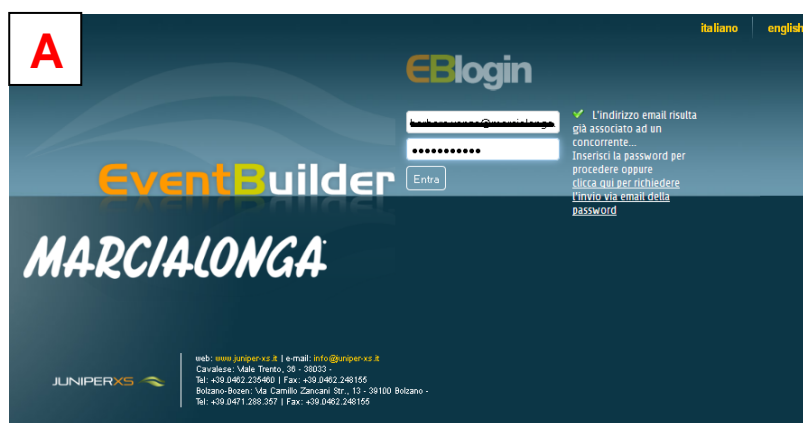 A
italiano english
EBlogin
L'indirizzo email risulta
già associato ad un
concorrente...
Inserisci la password per
procedere oppure
clicca qui per richiedere
l'invio via email della
password
Entra
EventBuilder
MARCIALONGA
JUNIPERXS
web: www.juniper-xs.it | e-mail: info@juniper-xs.it
Cavalese: Viale Trento, 36 - 38033 -
Tel: +39.0462.235460 | Fax: +39.0462.248155
Bolzano-Bozen: Via Camillo Zancani Str., 13 - 39100 Bolzano -
Tel: +39.0471.288.357 | Fax: +39.0462.248155